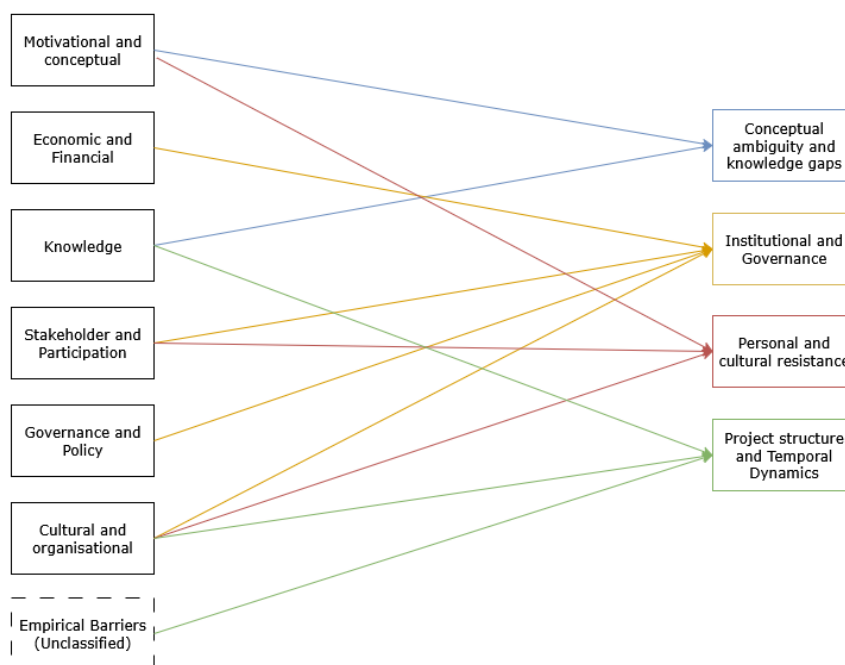 Motivational and
conceptual
Economic and
Financial
Knowledge
Stakeholder and
Participation
Governance and
Policy
Cultural and
organisational
Empirical Barriers
(Unclassified)
Conceptual
ambiguity and
knowledge gaps
Institutional and
Governance
Personal and
cultural resistance
Project structure
and Temporal
Dynamics